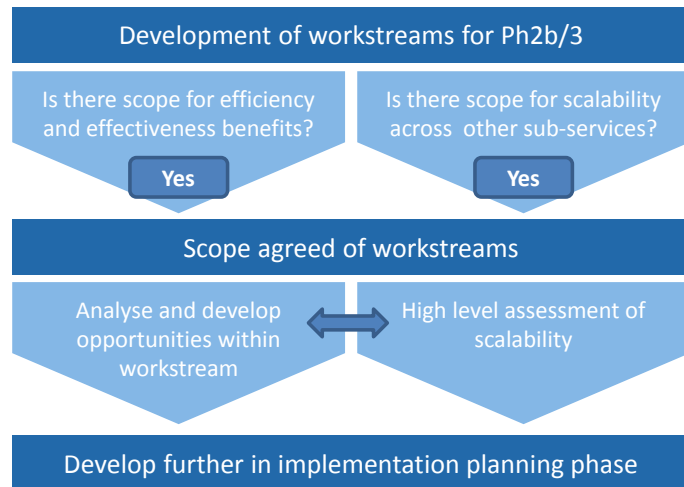 Development of workstreams for Ph2b/3
Is there scope for efficiency
and effectiveness benefits?
Yes
Is there scope for scalability
across other sub-services?
Yes
Scope agreed of workstreams
Analyse and develop
opportunities within
workstream
High level assessment of
scalability
Develop further in implementation planning phase